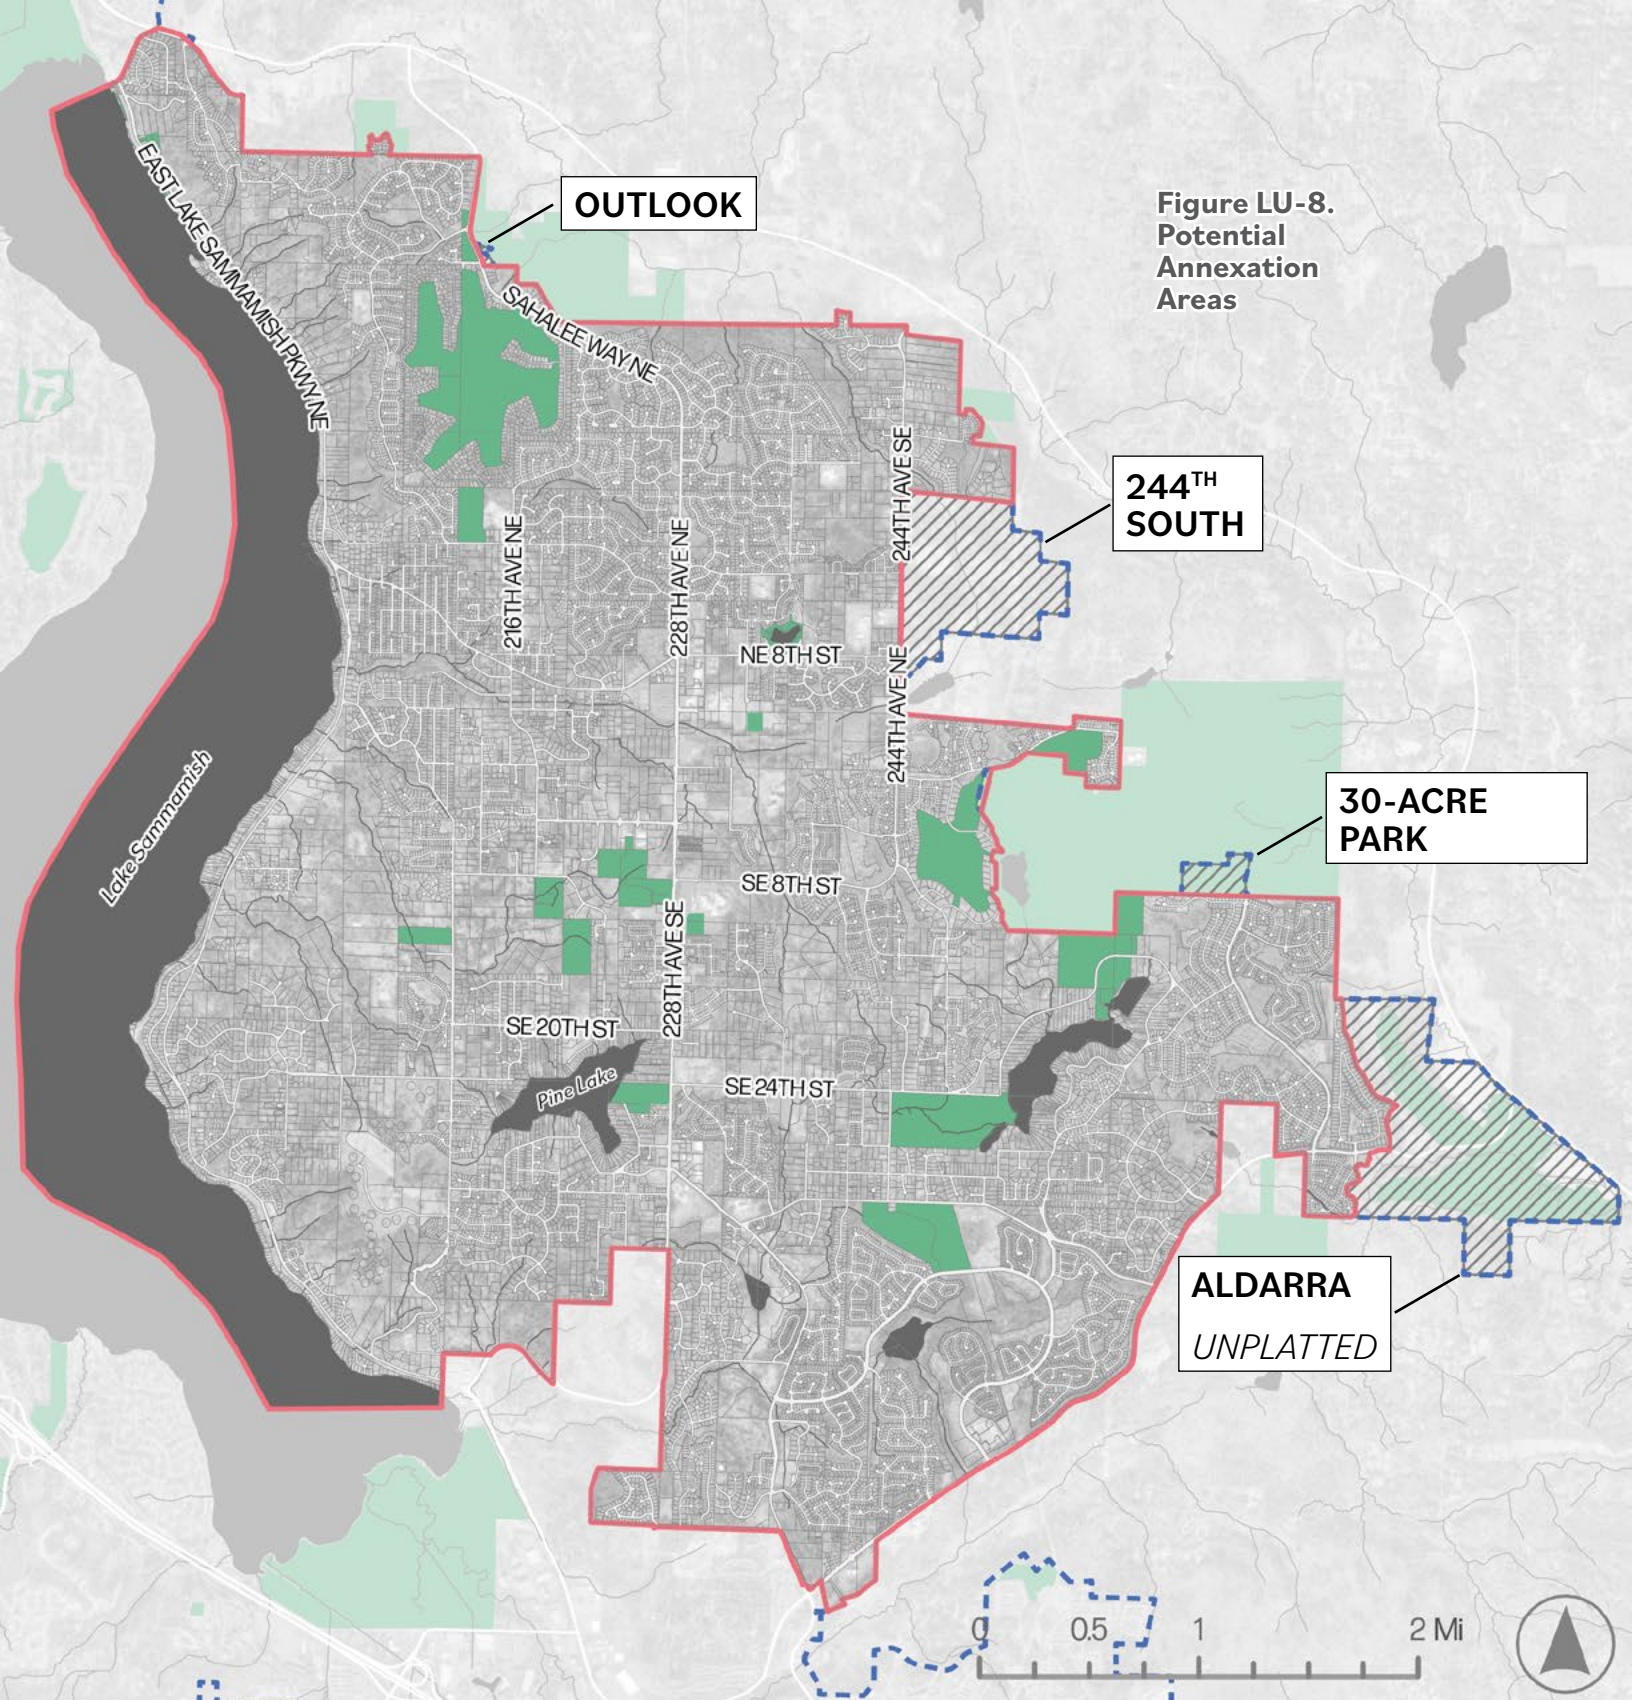 OUTLOOK
Figure LU-8.
Potential
Annexation
Areas
EAST LAKE SAMMAMISH PKWY NE
SAHALEE WAY NE
244TH AVE SE
244TH
SOUTH
216TH AVE NE
228TH AVE NE
NE 8TH ST
244TH AVE NE
Lake Sammamish
30-ACRE
PARK
SE 8TH ST
228TH AVE SE
SE 20TH ST
Pine Lake
SE 24TH ST
ALDARRA
UNPLATTED
0 0.5 1 2 Mi